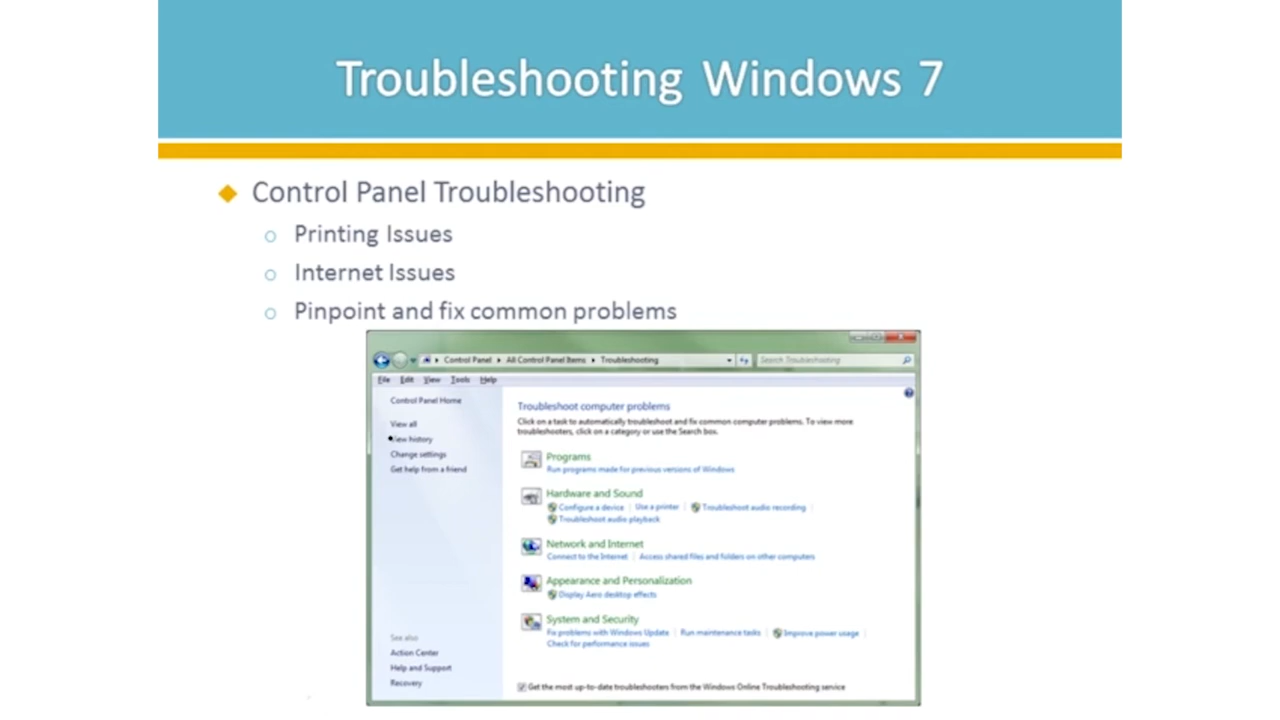 Troubleshooting Windows 7
Control Panel Troubleshooting
Printing Issues
Internet Issues
Pinpoint and fix common problems
Control Panel All Control Panel Items Troubleshooting Search Troubleshooting
File Edit View Tools Help
Control Panel Home
View all
View history
Change settings
Get help from a friend
See also
Action Center
Help and Support
Recovery
Troubleshoot computer problems
Click on a task to automatically troubleshoot and fix common computer problems. To view more
troubleshooters, click on a category or use the Search box.
Programs
Run programs made for previous versions of Windows
Hardware and Sound
Configure a device Use a printer Troubleshoot audio recording
Troubleshoot audio playback
Network and Internet
Connect to the Internet Access shared files and folders on other computers
Appearance and Personalization
Display Aero desktop effects
System and Security
Fix problems with Windows Update Run maintenance tasks Improve power usage
Check for performance issues
Get the most up-to-date troubleshooters from the Windows Online Troubleshooting service